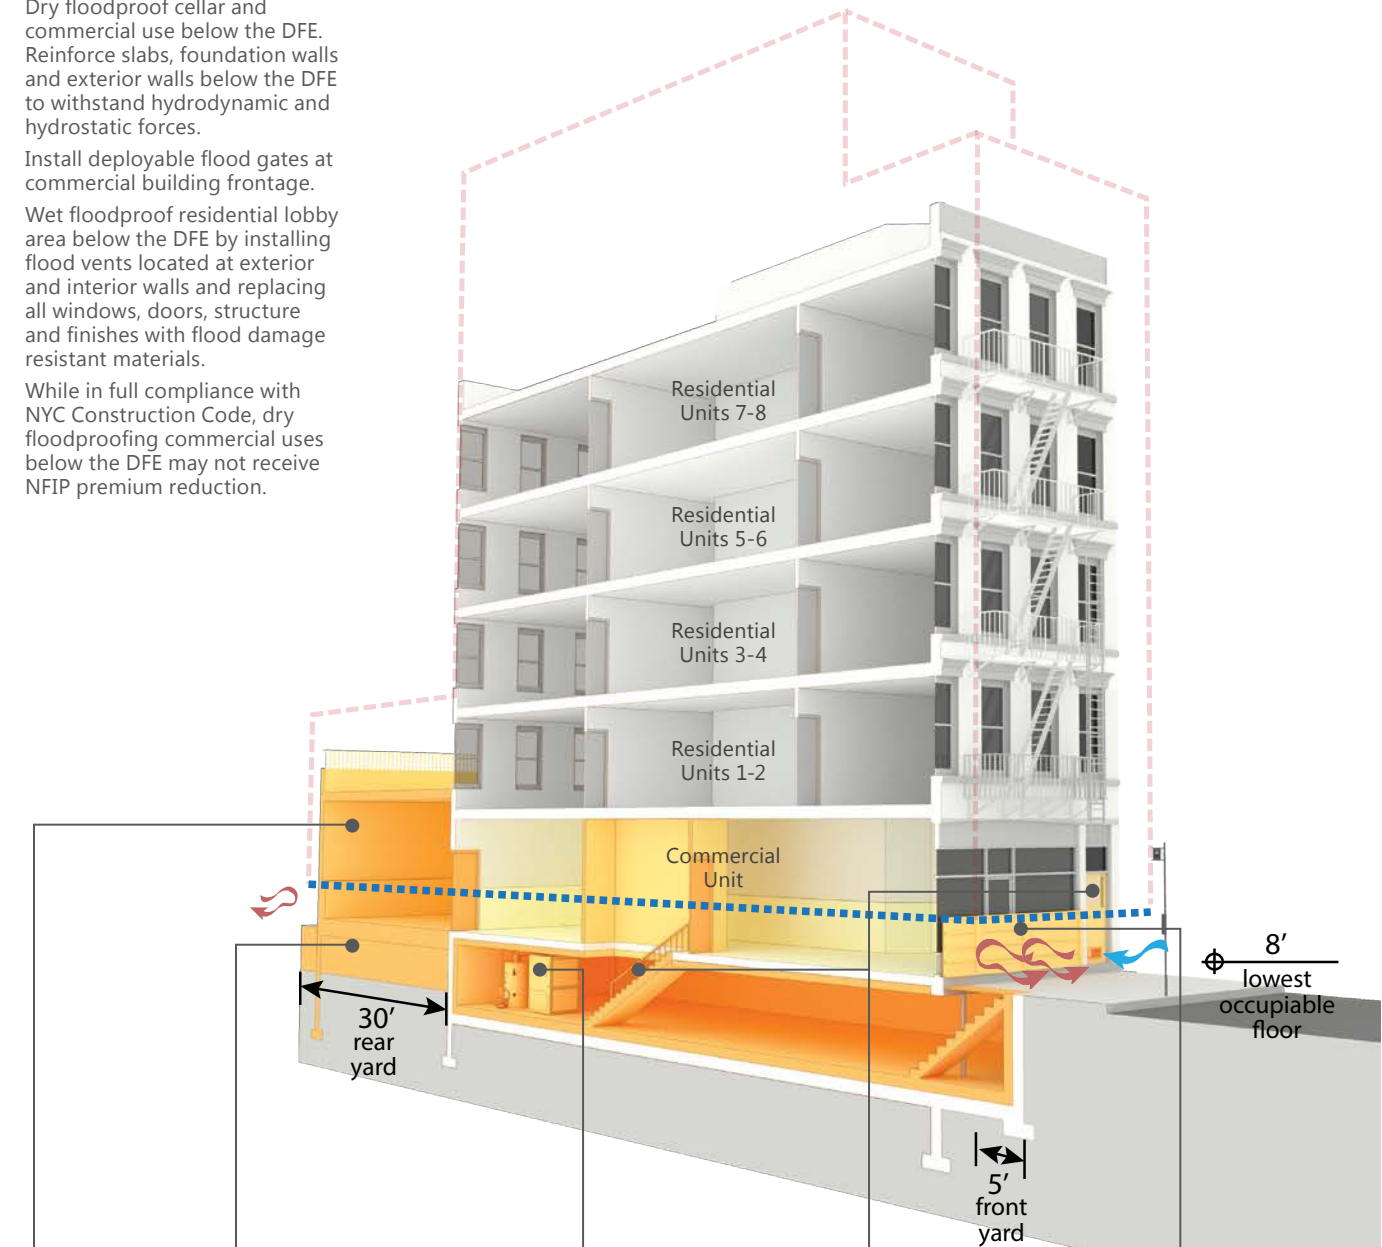 Dry floodproof cellar and
commercial use below the DFE.
Reinforce slabs, foundation walls
and exterior walls below the DFE
to withstand hydrodynamic and
hydrostatic forces.
Install deployable flood gates at
commercial building frontage.
Wet floodproof residential lobby
area below the DFE by installing
flood vents located at exterior
and interior walls and replacing
all windows, doors, structure
and finishes with flood damage
resistant materials.
While in full compliance with
NYC Construction Code, dry
floodproofing commercial uses
below the DFE may not receive
NFIP premium reduction.
Residential
Units 7-8
Residential
Units 5-6
Residential
Units 3-4
Residential
Units 1-2
Commercial
Unit
8’
lowest
occupiable
floor
30’
rear
yard
5’
front
yard